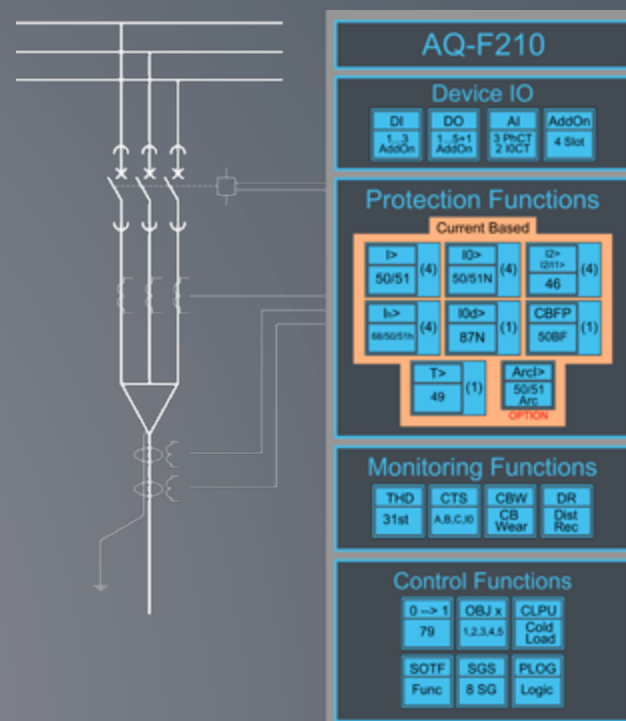 AQ-F210
Device IO
DI DO AI AddOn
1...3 AddOn 1...5+1 AddOn 3 PhCT 2 I0CT 4 Slot
Protection Functions
Current Based
I> I0> I2> I2/I1>
50/51 (4) 50/51N (4) 46 (4)
Ih> I0d> CBFP
68/50/51h (4) 87N (1) 50BF (1)
T> ArcI>
49 (1) 50/51 Arc
OPTION
Monitoring Functions
THD CTS CBW DR
31st A,B,C,I0 CB Wear Dist Rec
Control Functions
0 --> 1 OBJ x CLPU
79 1,2,3,4,5 Cold Load
SOTF SGS PLOG
Func 8 SG Logic